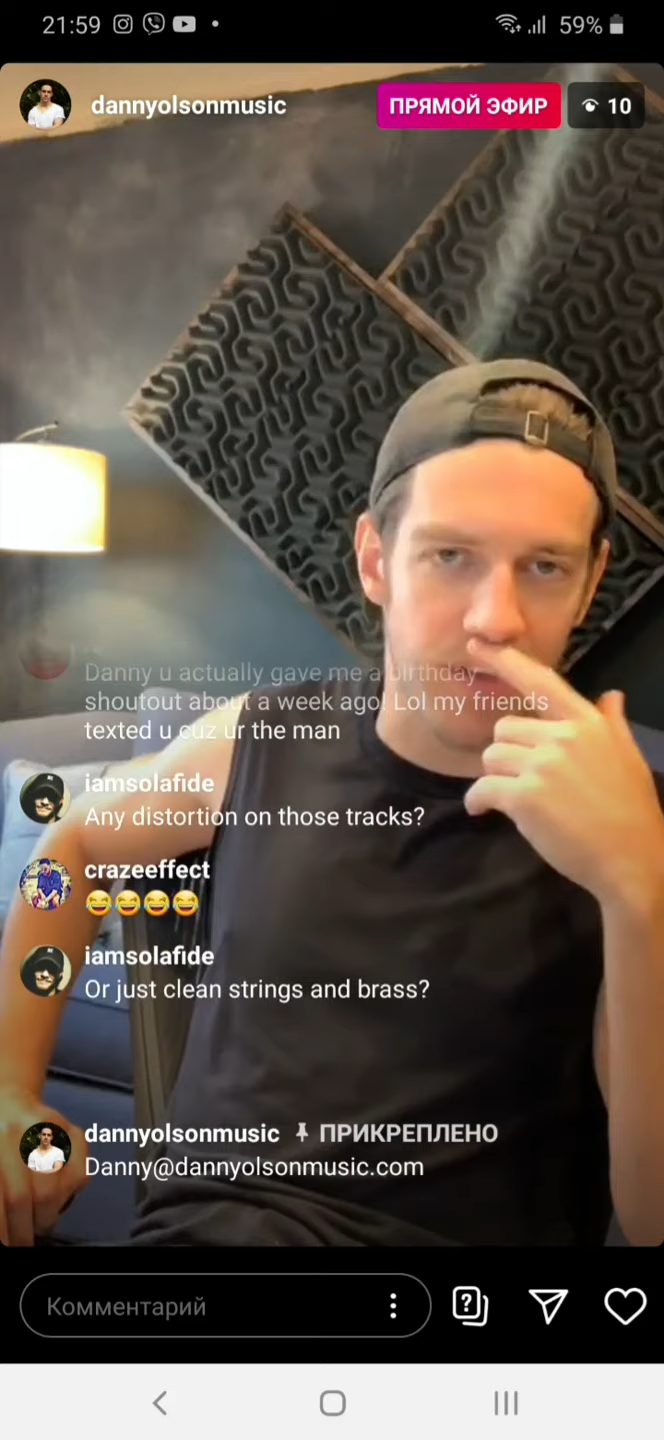 21:59
59%
dannyolsonmusic
ПРЯМОЙ ЭФИР
10
Danny u actually gave me a birthday
shoutout about a week ago! Lol my friends
texted u cuz ur the man
iamsolafide
Any distortion on those tracks?
crazeeffect
😂😂😂😂
iamsolafide
Or just clean strings and brass?
dannyolsonmusic ПРИКРЕПЛЕНО
Danny@dannyolsonmusic.com
Комментарий